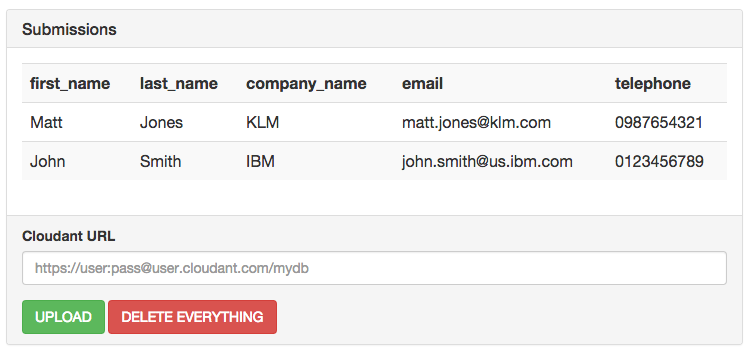 Submissions
first_name last_name company_name email telephone
Matt Jones KLM matt.jones@klm.com 0987654321
John Smith IBM john.smith@us.ibm.com 0123456789
Cloudant URL
https://user:pass@user.cloudant.com/mydb
UPLOAD DELETE EVERYTHING